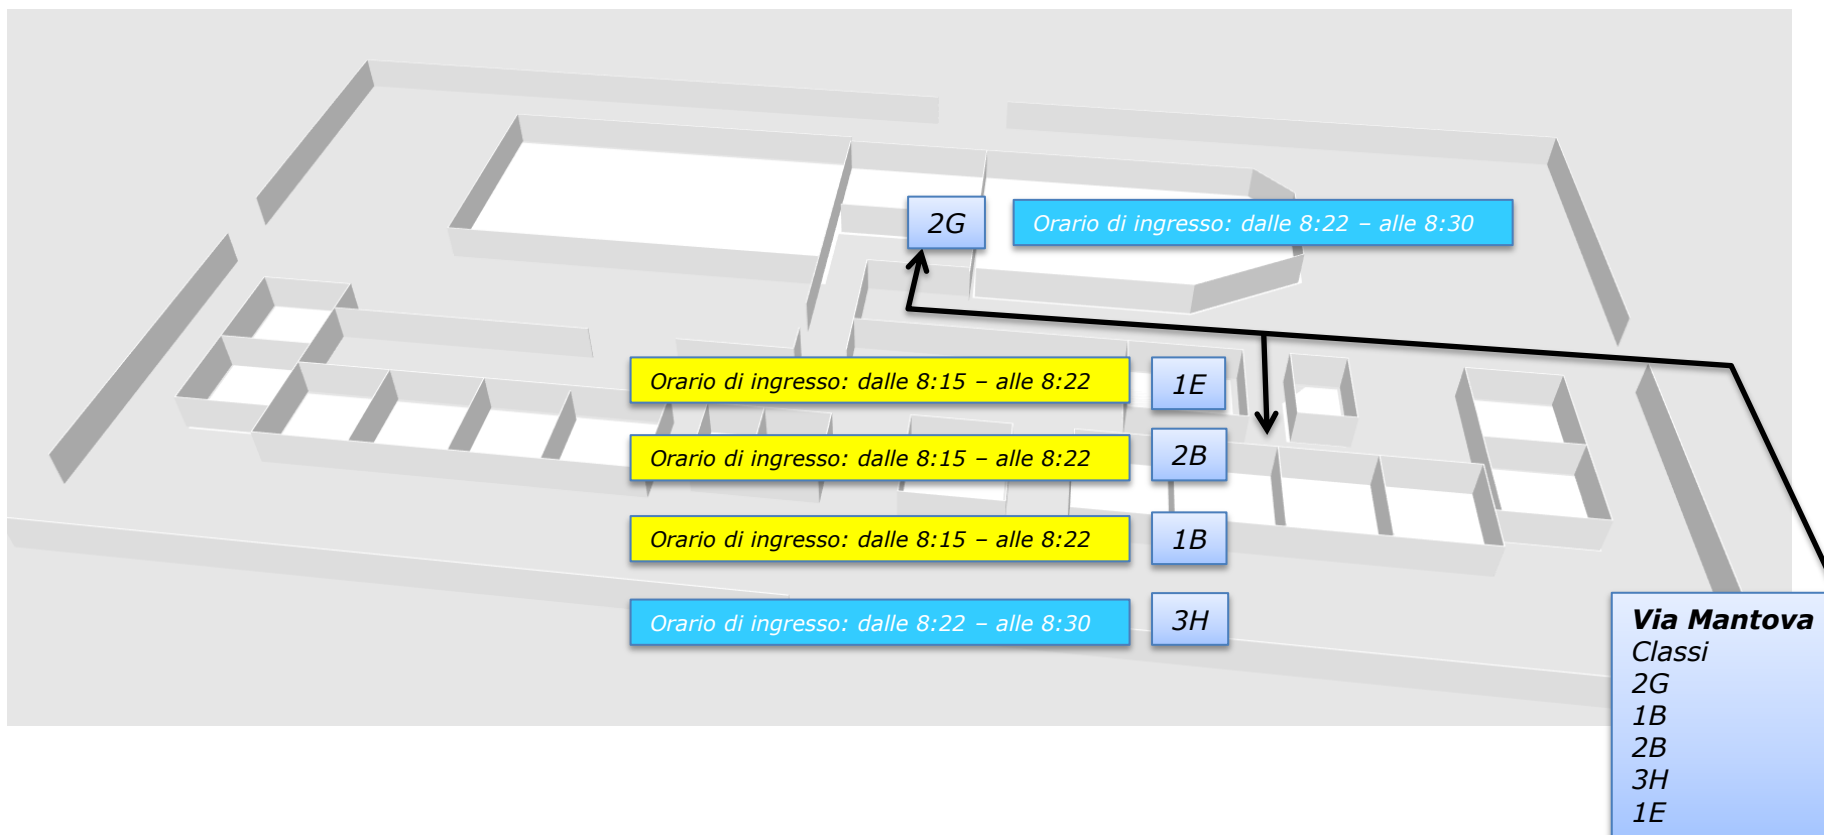 2G
Orario di ingresso: dalle 8:22 – alle 8:30
Orario di ingresso: dalle 8:15 – alle 8:22
1E
Orario di ingresso: dalle 8:15 – alle 8:22
2B
Orario di ingresso: dalle 8:15 – alle 8:22
1B
Orario di ingresso: dalle 8:22 – alle 8:30
3H
Via Mantova
Classi
2G
1B
2B
3H
1E